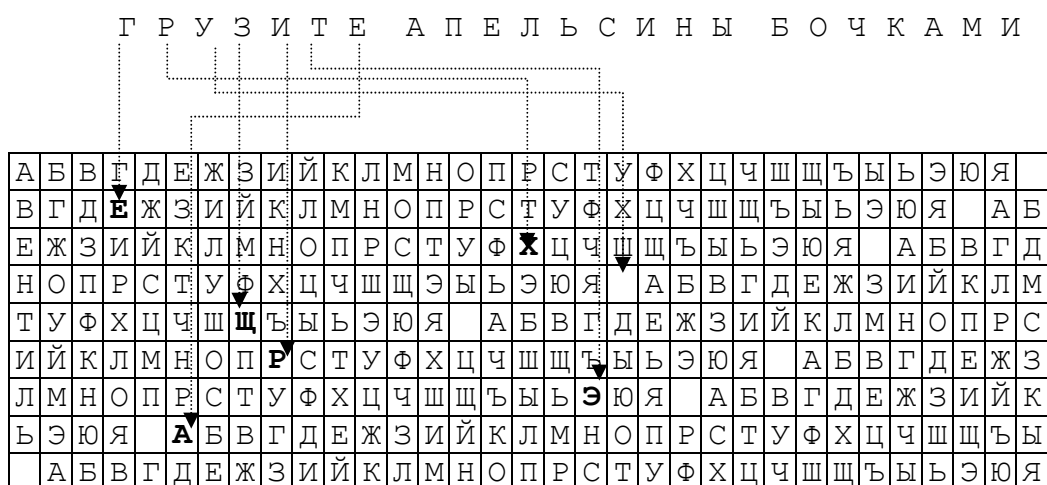 Г Р У З И Т Е А П Е Л Ь С И Н Ы Б О Ч К А М И
А Б В Г Д Е Ж З И Й К Л М Н О П Р С Т У Ф Х Ц Ч Ш Щ Ъ Ы Ь Э Ю Я
В Г Д Е Ж З И Й К Л М Н О П Р С Т У Ф Х Ц Ч Ш Щ Ъ Ы Ь Э Ю Я А Б
Е Ж З И Й К Л М Н О П Р С Т У Ф Х Ц Ч Ш Щ Ъ Ы Ь Э Ю Я А Б В Г Д
Н О П Р С Т У Ф Х Ц Ч Ш Щ Э Ы Ь Э Ю Я А Б В Г Д Е Ж З И Й К Л М
Т У Ф Х Ц Ч Ш Щ Ъ Ы Ь Э Ю Я А Б В Г Д Е Ж З И Й К Л М Н О П Р С
И Й К Л М Н О П Р С Т У Ф Х Ц Ч Ш Щ Ъ Ы Ь Э Ю Я А Б В Г Д Е Ж З
Л М Н О П Р С Т У Ф Х Ц Ч Ш Щ Ъ Ы Ь Э Ю Я А Б В Г Д Е Ж З И Й К
Ь Э Ю Я А Б В Г Д Е Ж З И Й К Л М Н О П Р С Т У Ф Х Ц Ч Ш Щ Ъ Ы
А Б В Г Д Е Ж З И Й К Л М Н О П Р С Т У Ф Х Ц Ч Ш Щ Ъ Ы Ь Э Ю Я